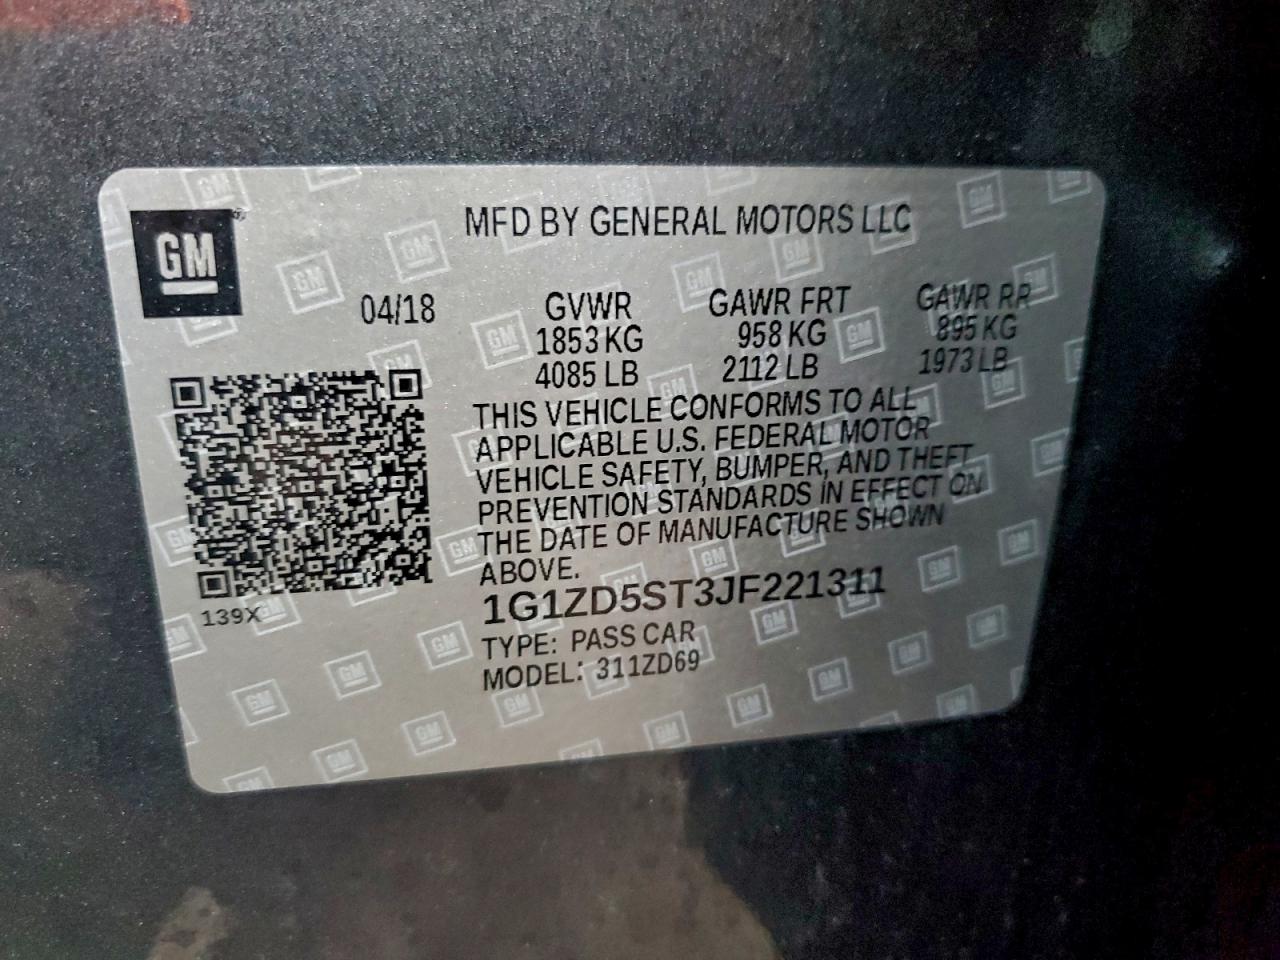 GM
MFD BY GENERAL MOTORS LLC
04/18 GVWR GAWR FRT GAWR RR
1853 KG 958 KG 895 KG
4085 LB 2112 LB 1973 LB
THIS VEHICLE CONFORMS TO ALL
APPLICABLE U.S. FEDERAL MOTOR
VEHICLE SAFETY, BUMPER, AND THEFT
PREVENTION STANDARDS IN EFFECT ON
THE DATE OF MANUFACTURE SHOWN
ABOVE.
139X
1G1ZD5ST3JF221311
TYPE: PASS CAR
MODEL: 311ZD69